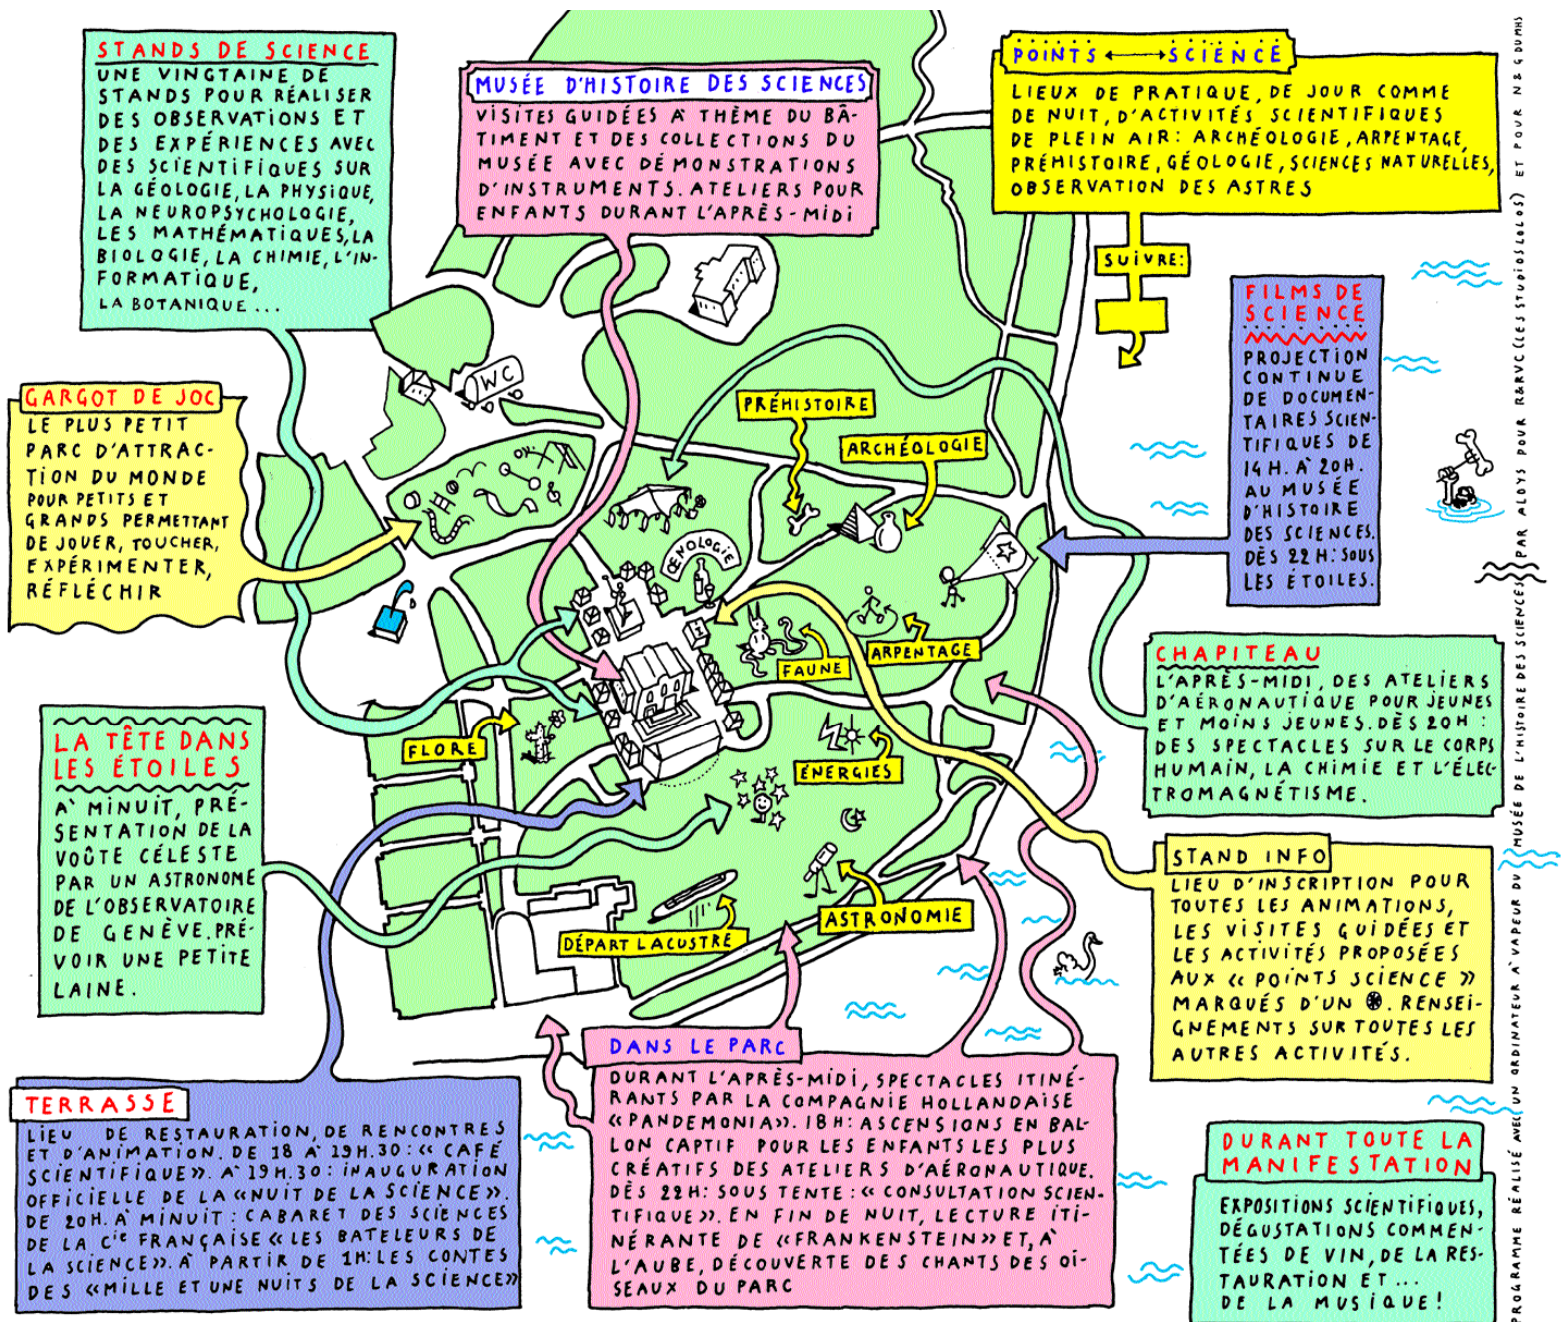 STANDS DE SCIENCE
UNE VINGTAINE DE
STANDS POUR RÉALISER
DES OBSERVATIONS ET
DES EXPÉRIENCES AVEC
DES SCIENTIFIQUES SUR
LA GÉOLOGIE, LA PHYSIQUE,
LA NEUROPSYCHOLOGIE,
LES MATHÉMATIQUES, LA
BIOLOGIE, LA CHIMIE, L'IN-
FORMATIQUE,
LA BOTANIQUE...
MUSÉE D'HISTOIRE DES SCIENCES
VISITES GUIDÉES À THÈME DU BÂ-
TIMENT ET DES COLLECTIONS DU
MUSÉE AVEC DÉMONSTRATIONS
D'INSTRUMENTS. ATELIERS POUR
ENFANTS DURANT L'APRÈS-MIDI
POINTS ↔ SCIENCE
LIEUX DE PRATIQUE, DE JOUR COMME
DE NUIT, D'ACTIVITÉS SCIENTIFIQUES
DE PLEIN AIR: ARCHÉOLOGIE, ARPENTAGE,
PRÉHISTOIRE, GÉOLOGIE, SCIENCES NATURELLES,
OBSERVATION DES ASTRES
SUIVRE:
FILMS DE
SCIENCE
PROJECTION
CONTINUE
DE DOCUMEN-
TAIRES SCIEN-
TIFIQUES DE
14H. À 20H.
AU MUSÉE
D'HISTOIRE
DES SCIENCES.
DÈS 22H: SOUS
LES ÉTOILES.
GARGOT DE JOC
LE PLUS PETIT
PARC D'ATTRAC-
TION DU MONDE
POUR PETITS ET
GRANDS PERMETTANT
DE JOUER, TOUCHER,
EXPÉRIMENTER,
RÉFLÉCHIR
WC
PRÉHISTOIRE
ARCHÉOLOGIE
ŒNOLOGIE
i
FAUNE
ARPENTAGE
FLORE
ÉNERGIES
ASTRONOMIE
DÉPART LACUSTRE
CHAPITEAU
L'APRÈS-MIDI, DES ATELIERS
D'AÉRONAUTIQUE POUR JEUNES
ET MOINS JEUNES. DÈS 20H:
DES SPECTACLES SUR LE CORPS
HUMAIN, LA CHIMIE ET L'ÉLEC-
TROMAGNÉTISME.
LA TÊTE DANS
LES ÉTOILES
À MINUIT, PRÉ-
SENTATION DE LA
VOÛTE CÉLESTE
PAR UN ASTRONOME
DE L'OBSERVATOIRE
DE GENÈVE. PRÉ-
VOIR UNE PETITE
LAINE.
STAND INFO
LIEU D'INSCRIPTION POUR
TOUTES LES ANIMATIONS,
LES VISITES GUIDÉES ET
LES ACTIVITÉS PROPOSÉES
AUX «POINTS SCIENCE»
MARQUÉS D'UN ⊛. RENSEI-
GNEMENTS SUR TOUTES LES
AUTRES ACTIVITÉS.
TERRASSE
LIEU DE RESTAURATION, DE RENCONTRES
ET D'ANIMATION. DE 18 À 19H.30: «CAFÉ
SCIENTIFIQUE». À 19H.30: INAUGURATION
OFFICIELLE DE LA «NUIT DE LA SCIENCE».
DE 20H. À MINUIT: CABARET DES SCIENCES
DE LA Cie FRANÇAISE «LES BATELEURS DE
LA SCIENCE». À PARTIR DE 1H: LES CONTES
DES «MILLE ET UNE NUITS DE LA SCIENCE»
DANS LE PARC
DURANT L'APRÈS-MIDI, SPECTACLES ITINÉ-
RANTS PAR LA COMPAGNIE HOLLANDAISE
«PANDEMONIA». 18H: ASCENSIONS EN BAL-
LON CAPTIF POUR LES ENFANTS LES PLUS
CRÉATIFS DES ATELIERS D'AÉRONAUTIQUE.
DÈS 22H: SOUS TENTE: «CONSULTATION SCIEN-
TIFIQUE». EN FIN DE NUIT, LECTURE ITI-
NÉRANTE DE «FRANKENSTEIN» ET, À
L'AUBE, DÉCOUVERTE DES CHANTS DES OI-
SEAUX DU PARC
DURANT TOUTE LA
MANIFESTATION
EXPOSITIONS SCIENTIFIQUES,
DÉGUSTATIONS COMMEN-
TÉES DE VIN, DE LA RES-
TAURATION ET...
DE LA MUSIQUE!
PROGRAMME RÉALISÉ AVEC UN ORDINATEUR À VAPEUR DU MUSÉE DE L'HISTOIRE DES SCIENCES PAR ALOYS POUR R&R VC (LES STUDIOS LOLOS) ET POUR N&G DU MHS